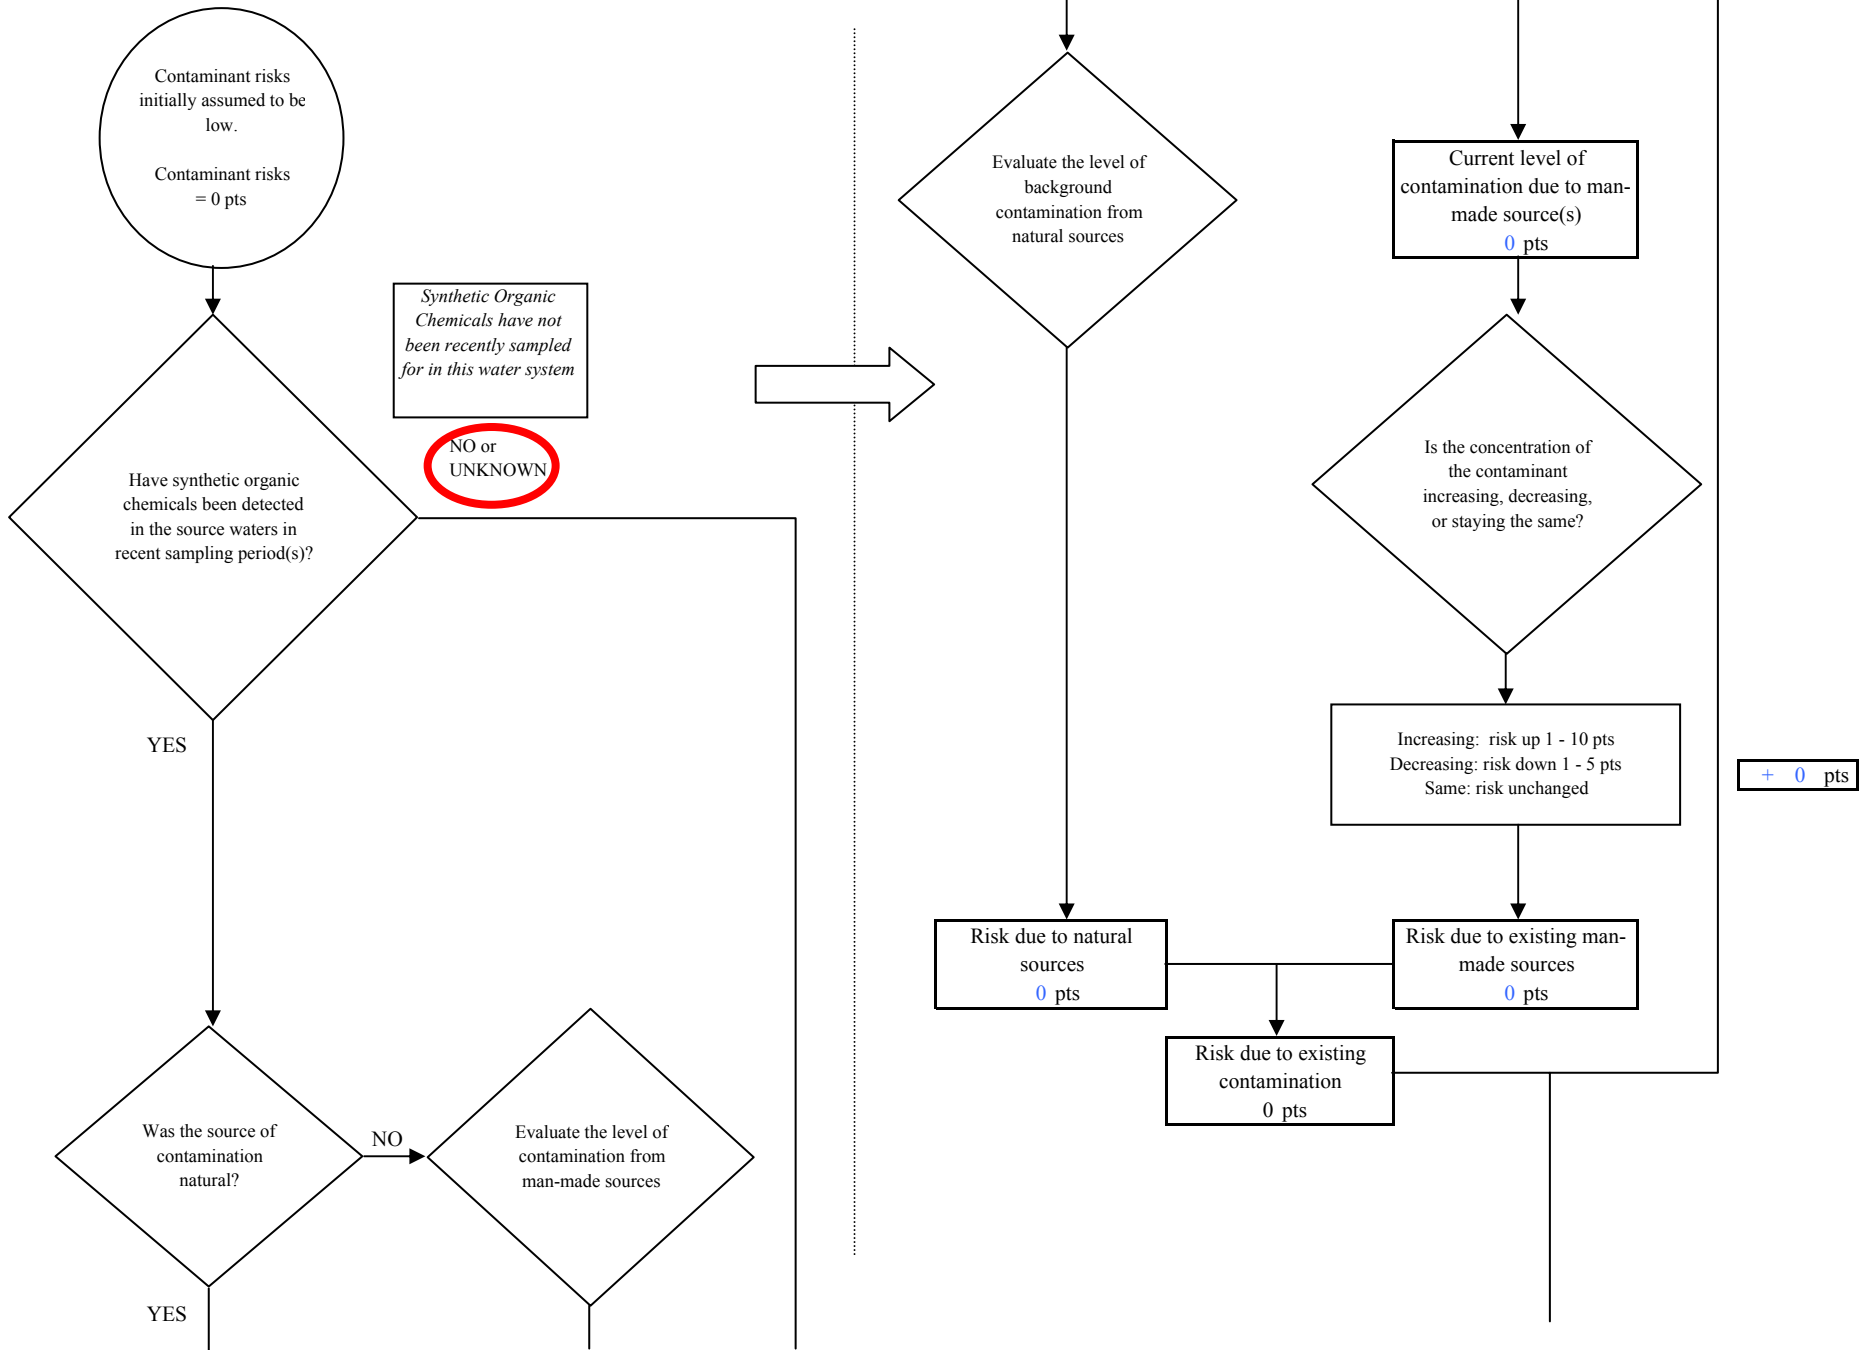 Contaminant risks
initially assumed to be
low.
Contaminant risks
= 0 pts
Synthetic Organic
Chemicals have not
been recently sampled
for in this water system
NO or
UNKNOWN
Have synthetic organic
chemicals been detected
in the source waters in
recent sampling period(s)?
YES
Was the source of
contamination
natural?
NO
Evaluate the level of
contamination from
man-made sources
YES
Evaluate the level of
background
contamination from
natural sources
Current level of
contamination due to man-
made source(s)
0 pts
Is the concentration of
the contaminant
increasing, decreasing,
or staying the same?
Increasing: risk up 1 - 10 pts
Decreasing: risk down 1 - 5 pts
Same: risk unchanged
+ 0 pts
Risk due to natural
sources
0 pts
Risk due to existing man-
made sources
0 pts
Risk due to existing
contamination
0 pts